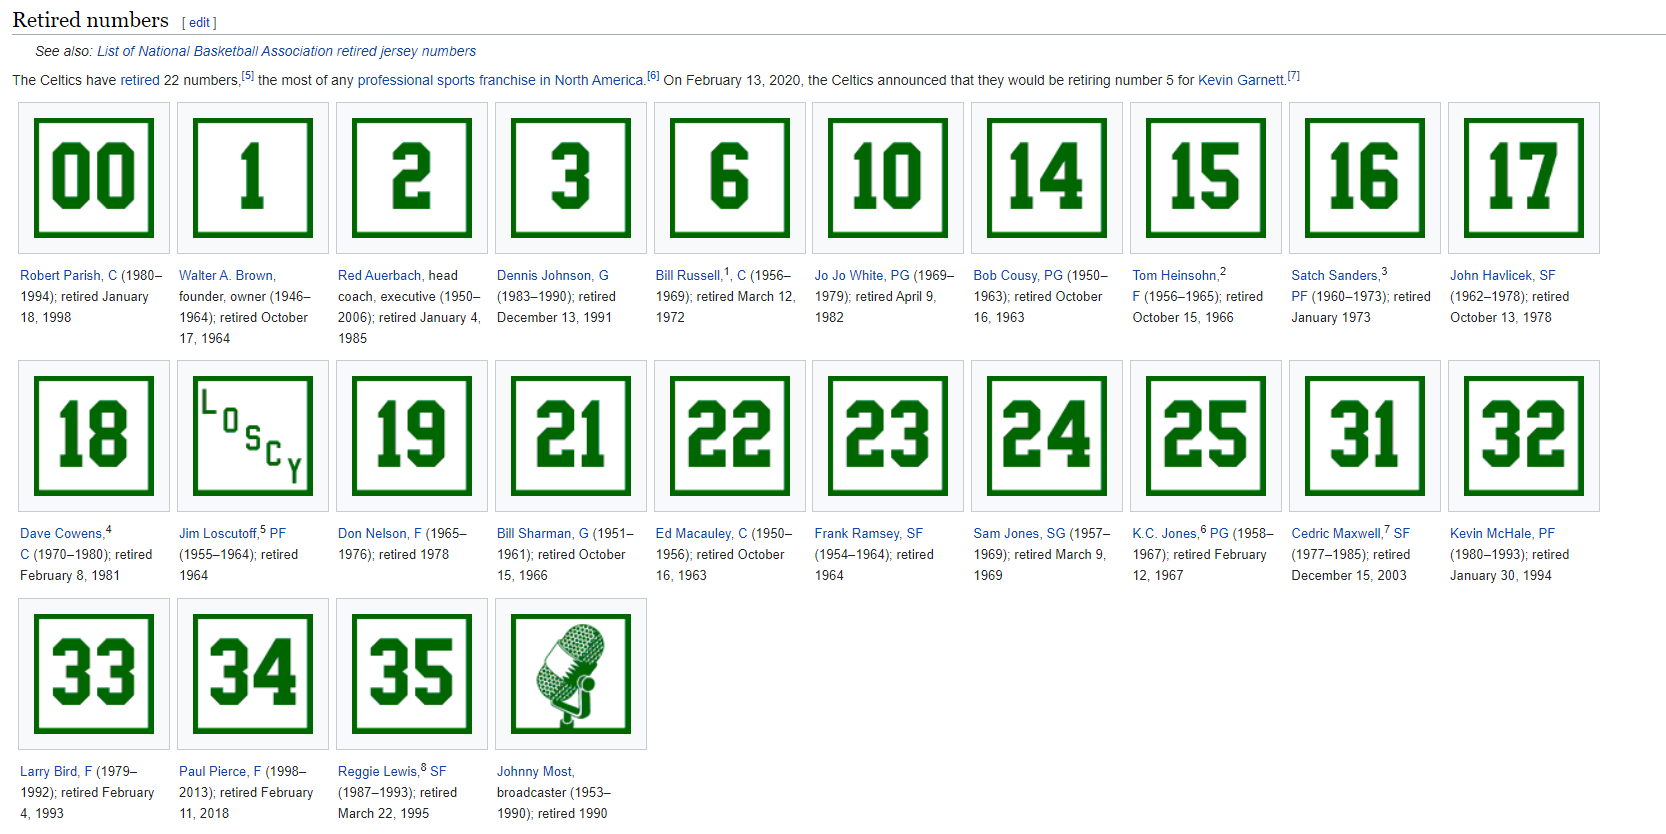 Retired numbers [ edit ]
See also: List of National Basketball Association retired jersey numbers
The Celtics have retired 22 numbers,[5] the most of any professional sports franchise in North America.[6] On February 13, 2020, the Celtics announced that they would be retiring number 5 for Kevin Garnett.[7]
00 1 2 3 6 10 14 15 16 17
Robert Parish, C (1980–
1994); retired January
18, 1998
Walter A. Brown,
founder, owner (1946–
1964); retired October
17, 1964
Red Auerbach, head
coach, executive (1950–
2006); retired January 4,
1985
Dennis Johnson, G
(1983–1990); retired
December 13, 1991
Bill Russell,1, C (1956–
1969); retired March 12,
1972
Jo Jo White, PG (1969–
1979); retired April 9,
1982
Bob Cousy, PG (1950–
1963); retired October
16, 1963
Tom Heinsohn,2
F (1956–1965); retired
October 15, 1966
Satch Sanders,3
PF (1960–1973); retired
January 1973
John Havlicek, SF
(1962–1978); retired
October 13, 1978
18 LOSCY 19 21 22 23 24 25 31 32
Dave Cowens,4
C (1970–1980); retired
February 8, 1981
Jim Loscutoff,5 PF
(1955–1964); retired
1964
Don Nelson, F (1965–
1976); retired 1978
Bill Sharman, G (1951–
1961); retired October
15, 1966
Ed Macauley, C (1950–
1956); retired October
16, 1963
Frank Ramsey, SF
(1954–1964); retired
1964
Sam Jones, SG (1957–
1969); retired March 9,
1969
K.C. Jones,6 PG (1958–
1967); retired February
12, 1967
Cedric Maxwell,7 SF
(1977–1985); retired
December 15, 2003
Kevin McHale, PF
(1980–1993); retired
January 30, 1994
33 34 35
Larry Bird, F (1979–
1992); retired February
4, 1993
Paul Pierce, F (1998–
2013); retired February
11, 2018
Reggie Lewis,8 SF
(1987–1993); retired
March 22, 1995
Johnny Most,
broadcaster (1953–
1990); retired 1990